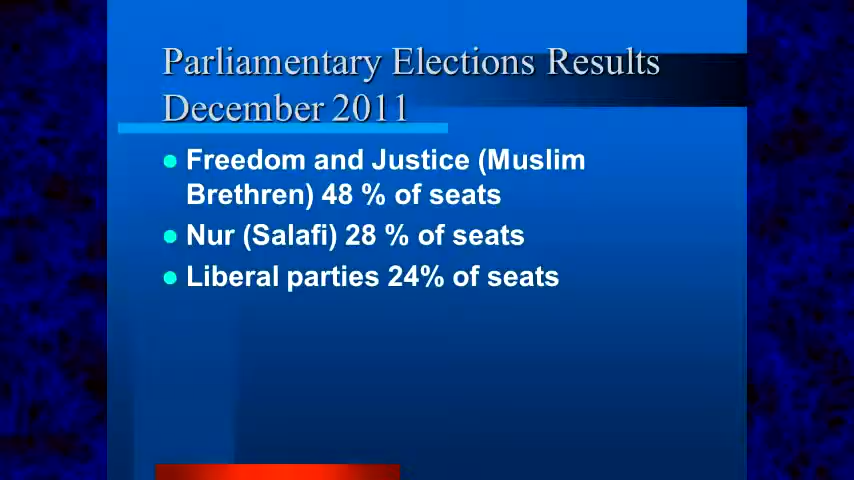 Parliamentary Elections Results
December 2011
Freedom and Justice (Muslim
Brethren) 48 % of seats
Nur (Salafi) 28 % of seats
Liberal parties 24% of seats